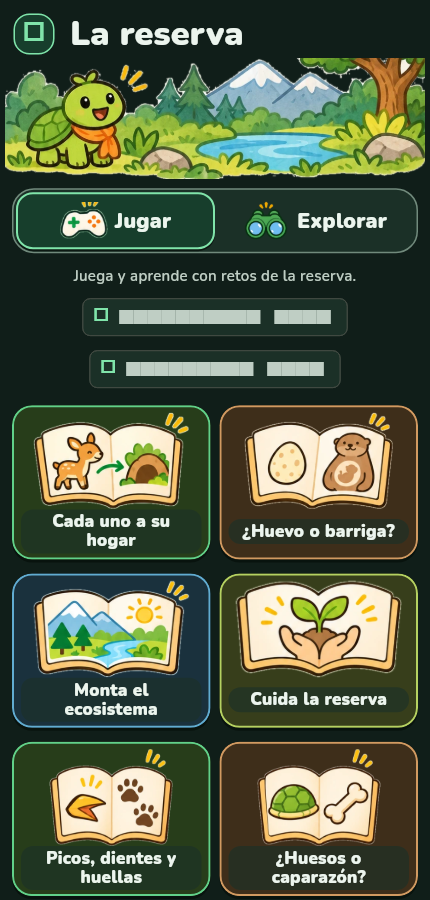 La reserva
Jugar
Explorar
Juega y aprende con retos de la reserva.
Cada uno a su
hogar
¿Huevo o barriga?
Monta el
ecosistema
Cuida la reserva
Picos, dientes y
huellas
¿Huesos o
caparazón?